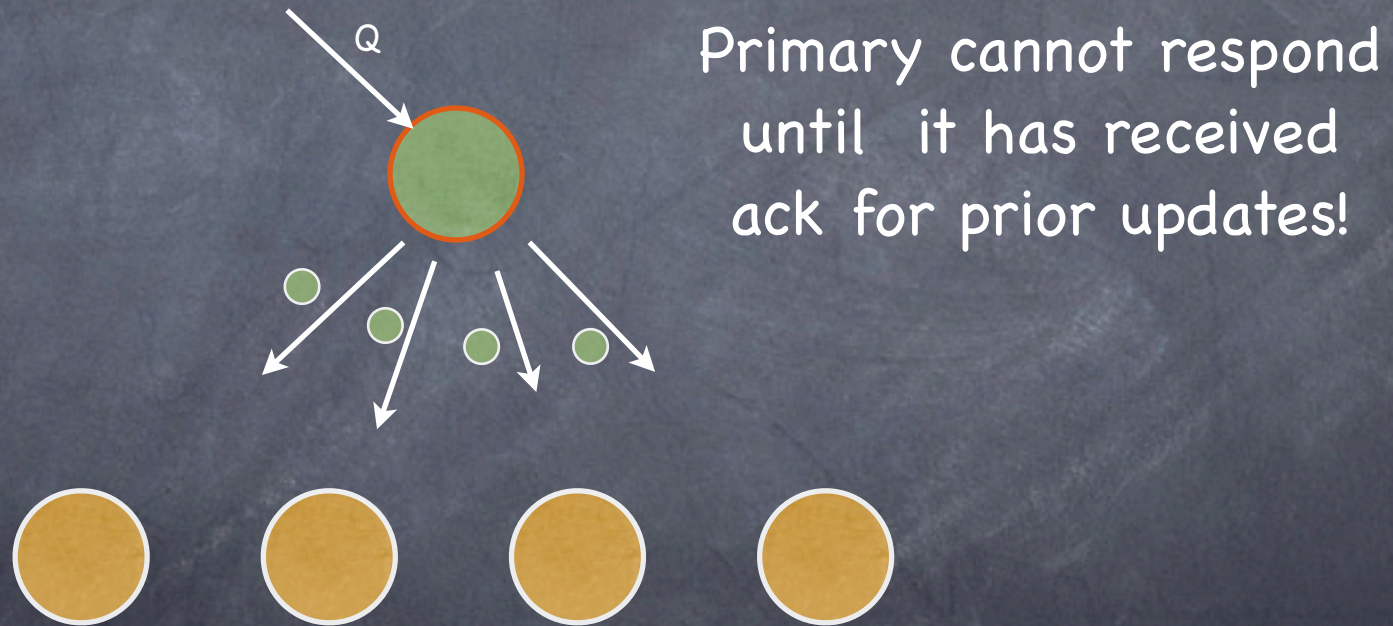 Q
Primary cannot respond
until it has received
ack for prior updates!